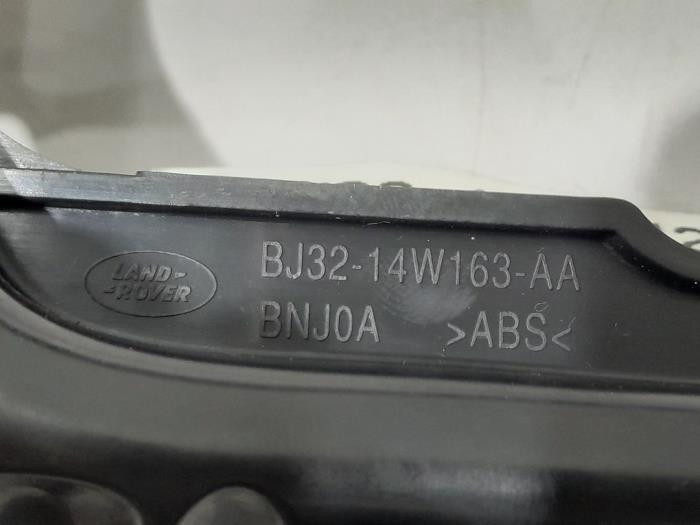 LAND-
-ROVER
BJ32-14W163-AA
BNJ0A >ABS<